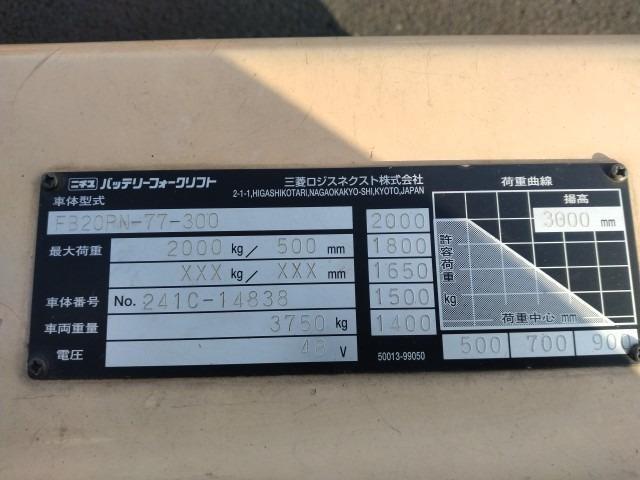 ニチユ バッテリーフォークリフト
三菱ロジスネクスト株式会社
2-1-1,HIGASHIKOTARI,NAGAOKAKYO-SHI,KYOTO,JAPAN
車体型式
FB20RN-77-300
最大荷重 2000 kg/ 500 mm
XXX kg/ XXX mm
車体番号 No. 241C-14838
車両重量 3750 kg
電圧 48 V
2000
1800
1650
1500
1400
50013-99050
荷重曲線
揚高
3000 mm
許容荷重 kg
荷重中心 mm
500 700 900